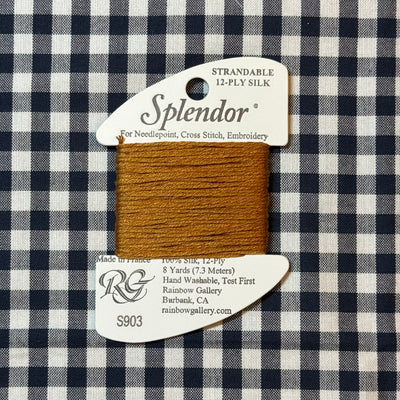 STRANDABLE
12-PLY SILK
Splendor®
For Needlepoint, Cross Stitch, Embroidery
Made in France
100% Silk, 12-Ply
8 Yards (7.3 Meters)
Hand Washable, Test First
Rainbow Gallery
Burbank, CA
rainbowgallery.com
RG
S903